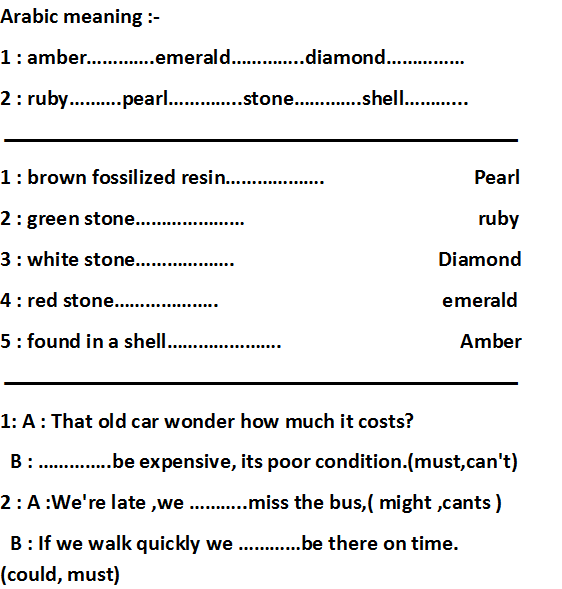 Arabic meaning :-
1 : amber.............emerald..............diamond...............
2 : ruby..........pearl..............stone.............shell............
1 : brown fossilized resin................... Pearl
2 : green stone..................... ruby
3 : white stone................... Diamond
4 : red stone.................... emerald
5 : found in a shell...................... Amber
1: A : That old car wonder how much it costs?
B : ..............be expensive, its poor condition.(must,can't)
2 : A :We're late ,we ...........miss the bus,( might ,cants )
B : If we walk quickly we ............be there on time.
(could, must)